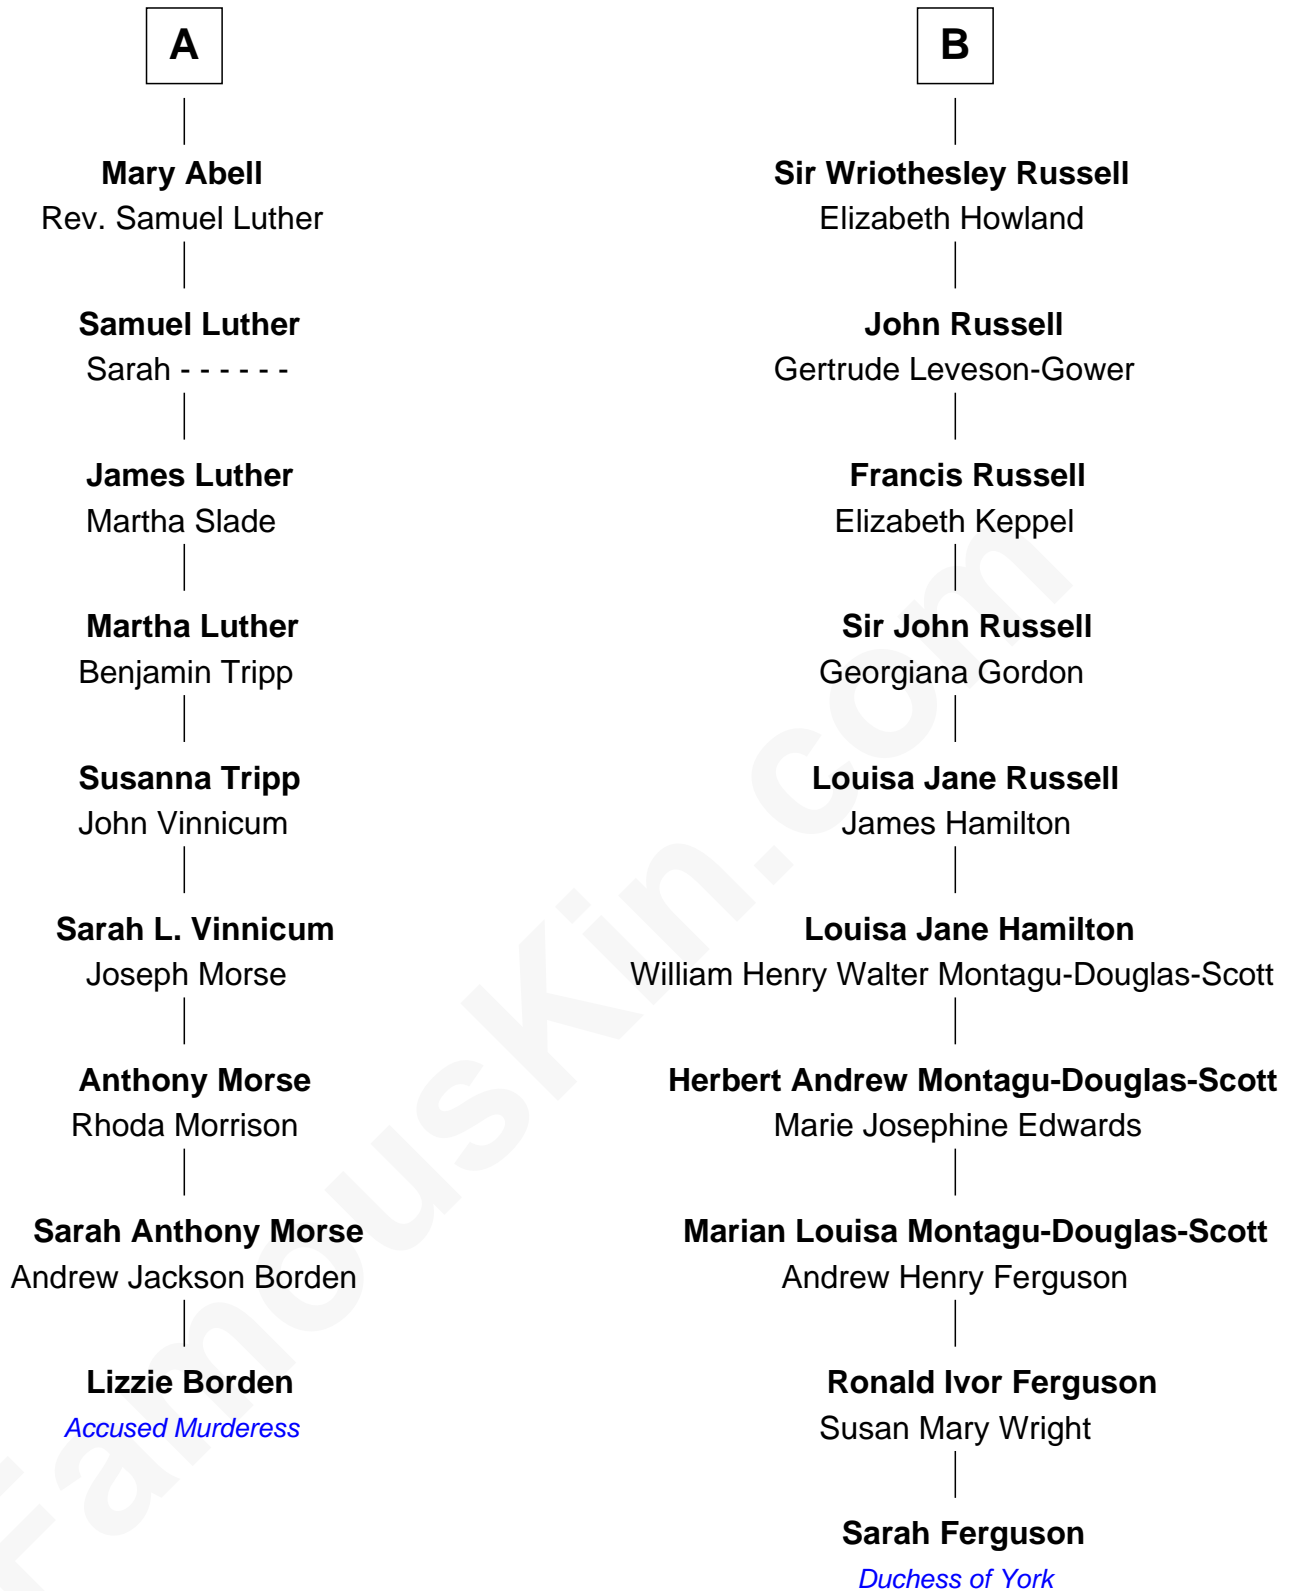 A
Mary Abell
Rev. Samuel Luther
Samuel Luther
Sarah - - - - - -
James Luther
Martha Slade
Martha Luther
Benjamin Tripp
Susanna Tripp
John Vinnicum
Sarah L. Vinnicum
Joseph Morse
Anthony Morse
Rhoda Morrison
Sarah Anthony Morse
Andrew Jackson Borden
Lizzie Borden
Accused Murderess
B
Sir Wriothesley Russell
Elizabeth Howland
John Russell
Gertrude Leveson-Gower
Francis Russell
Elizabeth Keppel
Sir John Russell
Georgiana Gordon
Louisa Jane Russell
James Hamilton
Louisa Jane Hamilton
William Henry Walter Montagu-Douglas-Scott
Herbert Andrew Montagu-Douglas-Scott
Marie Josephine Edwards
Marian Louisa Montagu-Douglas-Scott
Andrew Henry Ferguson
Ronald Ivor Ferguson
Susan Mary Wright
Sarah Ferguson
Duchess of York
FamousKin.com